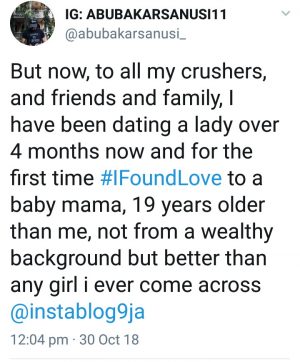 IG: ABUBAKARSANUSI11
@abubakarsanusi_
But now, to all my crushers,
and friends and family, I
have been dating a lady over
4 months now and for the
first time #IFoundLove to a
baby mama, 19 years older
than me, not from a wealthy
background but better than
any girl i ever come across
@instablog9ja
12:04 pm · 30 Oct 18